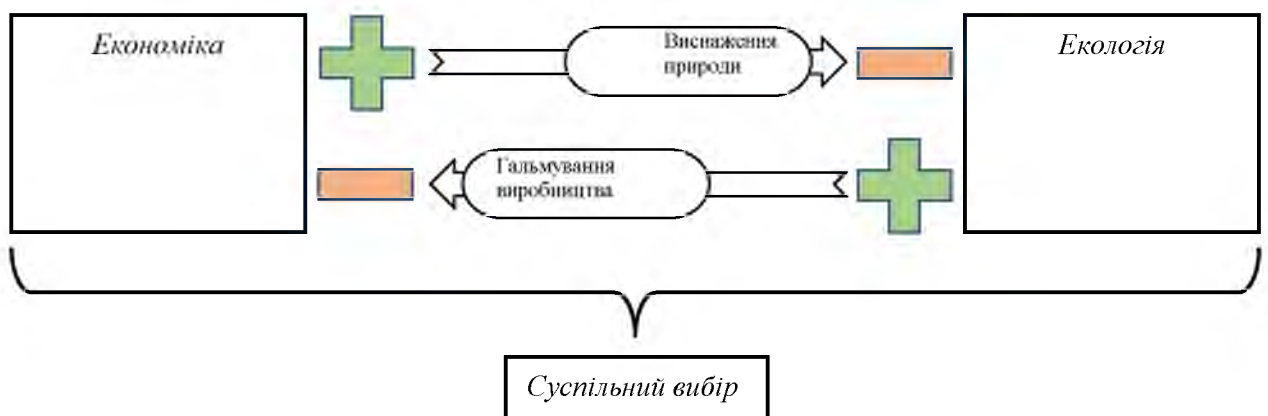 Економіка
Виснаження
природи
Екологія
Гальмування
виробництва
Суспільний вибір